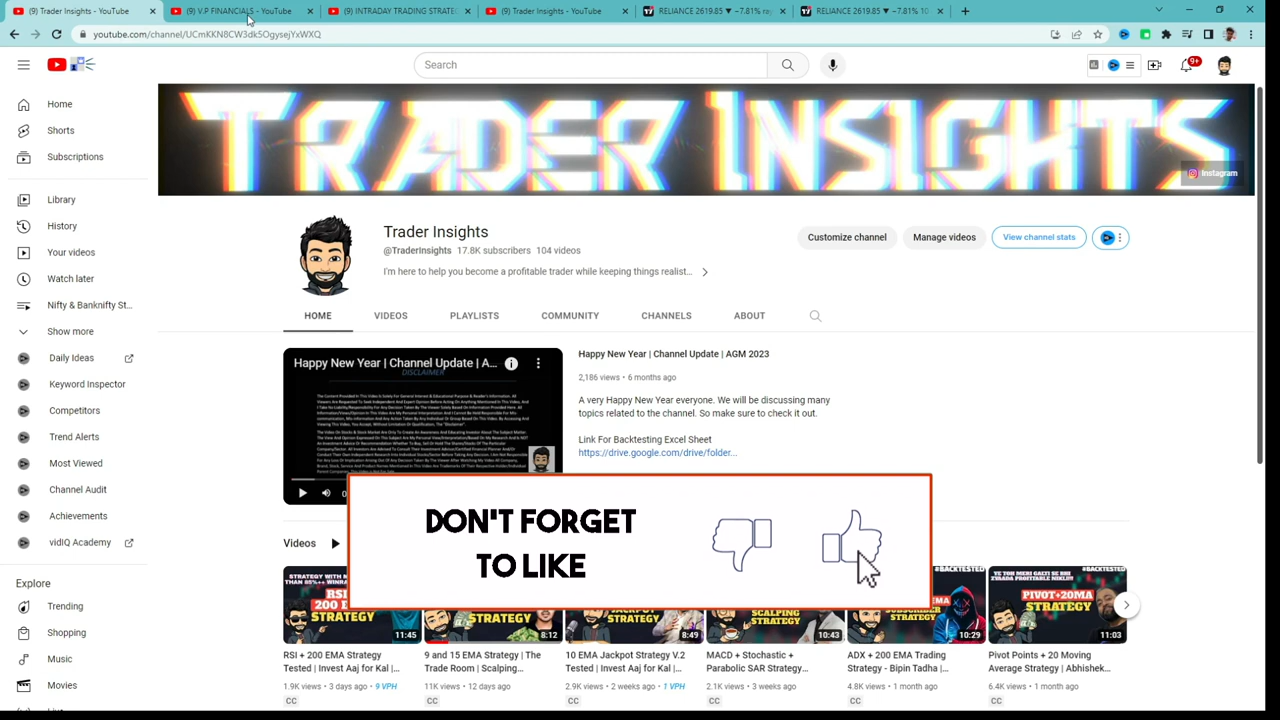 (9) Trader Insights - YouTube
(9) V.P FINANCIALS - YouTube
(9) INTRADAY TRADING STRATE
(9) Trader Insights - YouTube
RELIANCE 2619.85 ▼ −7.81% raj
RELIANCE 2619.85 ▼ −7.81% 10
youtube.com/channel/UCmKKN8CW3dk5OgysejYxWXQ
Search
9+
TRADER INSIGHTS
Instagram
Home
Shorts
Subscriptions
Library
History
Your videos
Watch later
Nifty & Banknifty St...
Show more
Daily Ideas
Keyword Inspector
Competitors
Trend Alerts
Most Viewed
Channel Audit
Achievements
vidIQ Academy
Explore
Trending
Shopping
Music
Movies
Trader Insights
@TraderInsights 17.8K subscribers 104 videos
I'm here to help you become a profitable trader while keeping things realist...
Customize channel
Manage videos
View channel stats
HOME VIDEOS PLAYLISTS COMMUNITY CHANNELS ABOUT
Happy New Year | Channel Update | A...
DISCLAIMER
Happy New Year | Channel Update | AGM 2023
2,186 views • 6 months ago
A very Happy New Year everyone. We will be discussing many
topics related to the channel. So make sure to check it out.
Link For Backtesting Excel Sheet
https://drive.google.com/drive/folder...
DON'T FORGET
TO LIKE
Videos
200 EMA
STRATEGY
11:45
STRATEGY
8:12
STRATEGY
8:49
SCALPING
STRATEGY
10:43
#BACKTESTED
STRATEGY
10:29
#BACKTESTED
PIVOT+20MA
STRATEGY
11:03
RSI + 200 EMA Strategy
Tested | Invest Aaj for Kal |...
1.9K views • 3 days ago • 9 VPH
CC
9 and 15 EMA Strategy | The
Trade Room | Scalping...
11K views • 12 days ago
CC
10 EMA Jackpot Strategy V.2
Tested | Invest Aaj for Kal |...
2.9K views • 2 weeks ago • 1 VPH
CC
MACD + Stochastic +
Parabolic SAR Strategy...
2.1K views • 3 weeks ago
CC
ADX + 200 EMA Trading
Strategy - Bipin Tadha |...
4.8K views • 1 month ago
CC
Pivot Points + 20 Moving
Average Strategy | Abhishek...
6.4K views • 1 month ago
CC